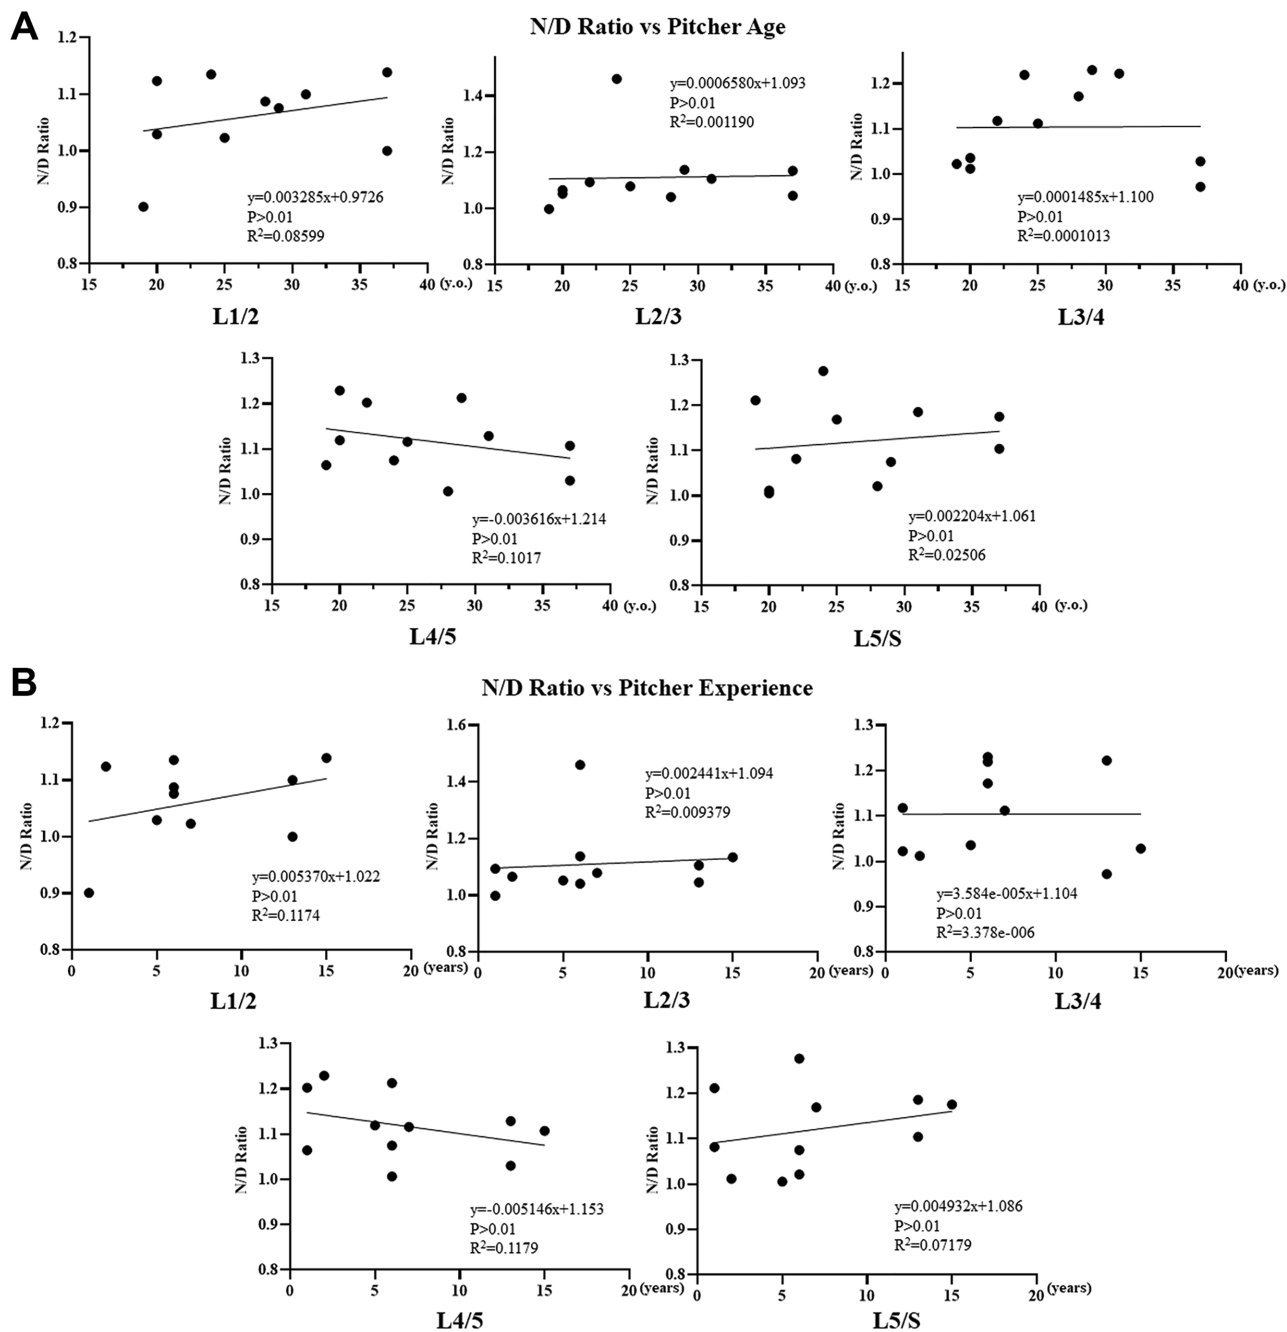 A
N/D Ratio vs Pitcher Age
1.2
1.1
1.0
0.9
0.8
N/D Ratio
y=0.003285x+0.9726
P>0.01
R²=0.08599
15 20 25 30 35 40 (y.o.)
L1/2
1.4
1.2
1.0
0.8
N/D Ratio
y=0.0006580x+1.093
P>0.01
R²=0.001190
15 20 25 30 35 40 (y.o.)
L2/3
1.2
1.1
1.0
0.9
0.8
N/D Ratio
y=0.0001485x+1.100
P>0.01
R²=0.0001013
15 20 25 30 35 40 (y.o.)
L3/4
1.3
1.2
1.1
1.0
0.9
0.8
N/D Ratio
y=-0.003616x+1.214
P>0.01
R²=0.1017
15 20 25 30 35 40 (y.o.)
L4/5
1.3
1.2
1.1
1.0
0.9
0.8
N/D Ratio
y=0.002204x+1.061
P>0.01
R²=0.02506
15 20 25 30 35 40 (y.o.)
L5/S
B
N/D Ratio vs Pitcher Experience
1.2
1.1
1.0
0.9
0.8
N/D Ratio
y=0.005370x+1.022
P>0.01
R²=0.1174
0 5 10 15 20 (years)
L1/2
1.6
1.4
1.2
1.0
0.8
N/D Ratio
y=0.002441x+1.094
P>0.01
R²=0.009379
0 5 10 15 20 (years)
L2/3
1.3
1.2
1.1
1.0
0.9
0.8
N/D Ratio
y=3.584e-005x+1.104
P>0.01
R²=3.378e-006
0 5 10 15 20 (years)
L3/4
1.3
1.2
1.1
1.0
0.9
0.8
N/D Ratio
y=-0.005146x+1.153
P>0.01
R²=0.1179
0 5 10 15 20 (years)
L4/5
1.3
1.2
1.1
1.0
0.9
0.8
N/D Ratio
y=0.004932x+1.086
P>0.01
R²=0.07179
0 5 10 15 20 (years)
L5/S